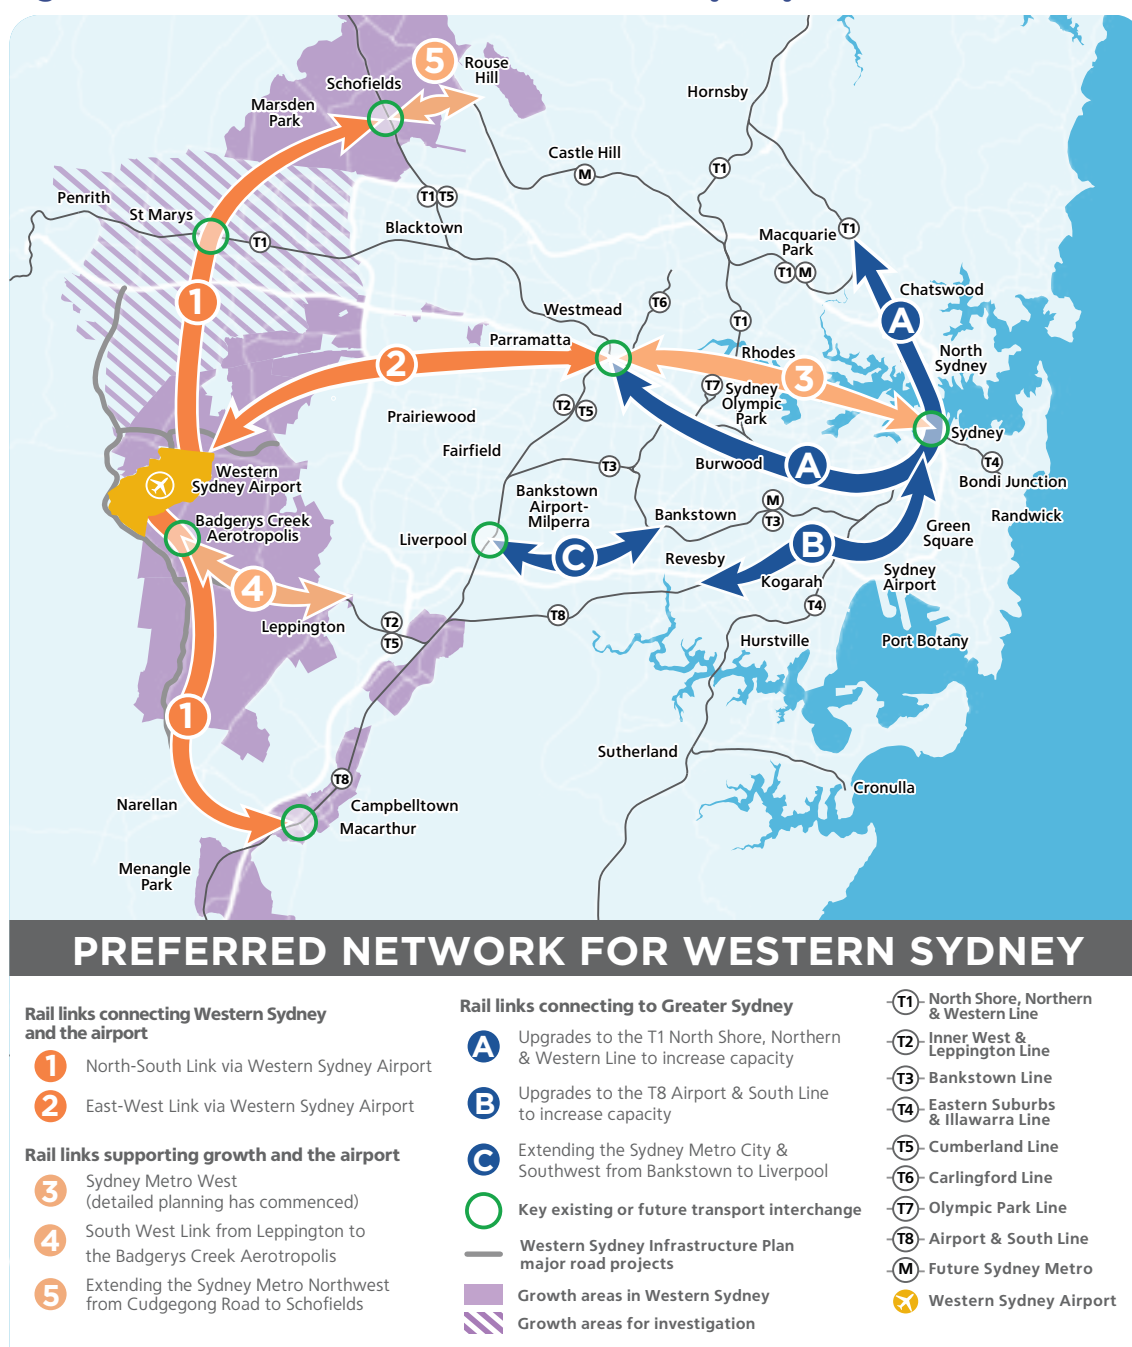 5
Rouse
Hill
Schofields
Marsden
Park
Hornsby
Castle Hill
M
T1
Penrith
St Marys
T1
T1 T5
Blacktown
Macquarie
Park
T1
T1 M
Chatswood
1
Westmead
T6
T1
A
Parramatta
2
Rhodes
3
North
Sydney
T7
Sydney
Olympic
Park
T2 T5
Prairiewood
Fairfield
Sydney
T4
Bondi Junction
Western
Sydney Airport
T3
Burwood
A
Bankstown
Airport-
Milperra
M
T3
Bankstown
Randwick
Badgerys Creek
Aerotropolis
Liverpool
C
B
Green
Square
Revesby
Kogarah
Sydney
Airport
4
Leppington
T2
T5
T8
T4
Hurstville
Port Botany
1
Sutherland
T8
Cronulla
Narellan
Campbelltown
Macarthur
Menangle
Park
PREFERRED NETWORK FOR WESTERN SYDNEY
Rail links connecting Western Sydney
and the airport
1 North-South Link via Western Sydney Airport
2 East-West Link via Western Sydney Airport
Rail links supporting growth and the airport
3 Sydney Metro West
(detailed planning has commenced)
4 South West Link from Leppington to
the Badgerys Creek Aerotropolis
5 Extending the Sydney Metro Northwest
from Cudgegong Road to Schofields
Rail links connecting to Greater Sydney
A Upgrades to the T1 North Shore, Northern
& Western Line to increase capacity
B Upgrades to the T8 Airport & South Line
to increase capacity
C Extending the Sydney Metro City &
Southwest from Bankstown to Liverpool
Key existing or future transport interchange
Western Sydney Infrastructure Plan
major road projects
Growth areas in Western Sydney
Growth areas for investigation
T1 North Shore, Northern
& Western Line
T2 Inner West &
Leppington Line
T3 Bankstown Line
T4 Eastern Suburbs
& Illawarra Line
T5 Cumberland Line
T6 Carlingford Line
T7 Olympic Park Line
T8 Airport & South Line
M Future Sydney Metro
Western Sydney Airport